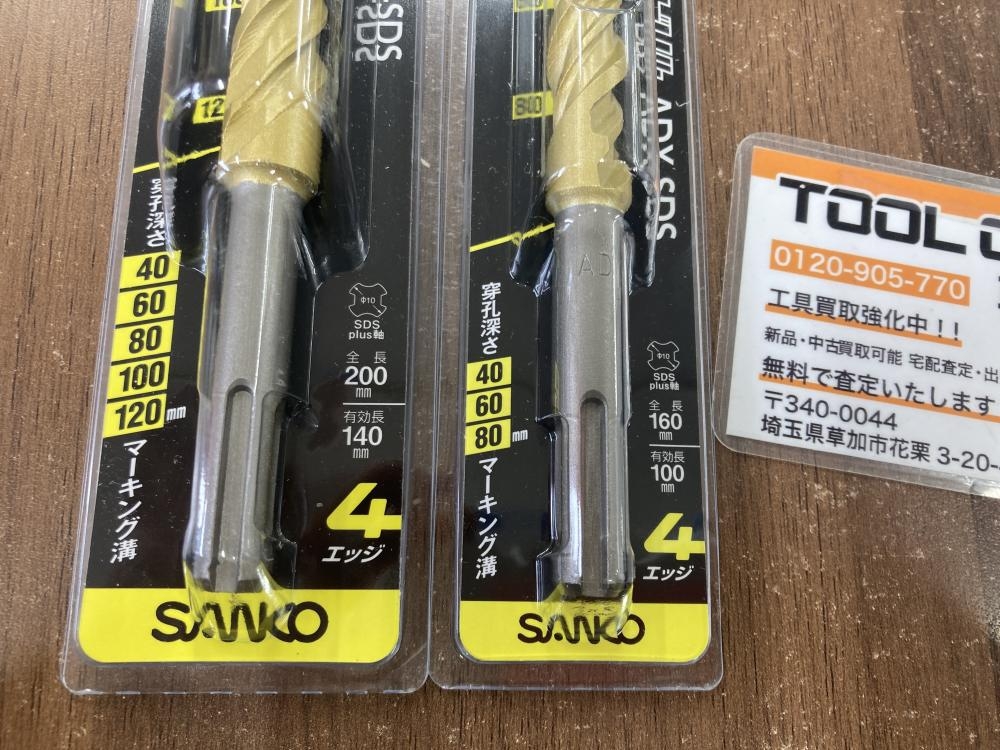 SDS
120
穿孔深さ
40
60
80
100
120mm
マーキング溝
φ10
SDS
plus軸
全長
200
mm
有効長
140
mm
4
エッジ
SANKO
ADX SDS
80
穿孔深さ
40
60
80mm
マーキング溝
AD
φ10
SDS
plus軸
全長
160
mm
有効長
100
mm
4
エッジ
SANKO
TOOL
0120-905-770
工具買取強化中!!
新品・中古買取可能 宅配査定・出
無料で査定いたします
〒340-0044
埼玉県草加市花栗 3-20-